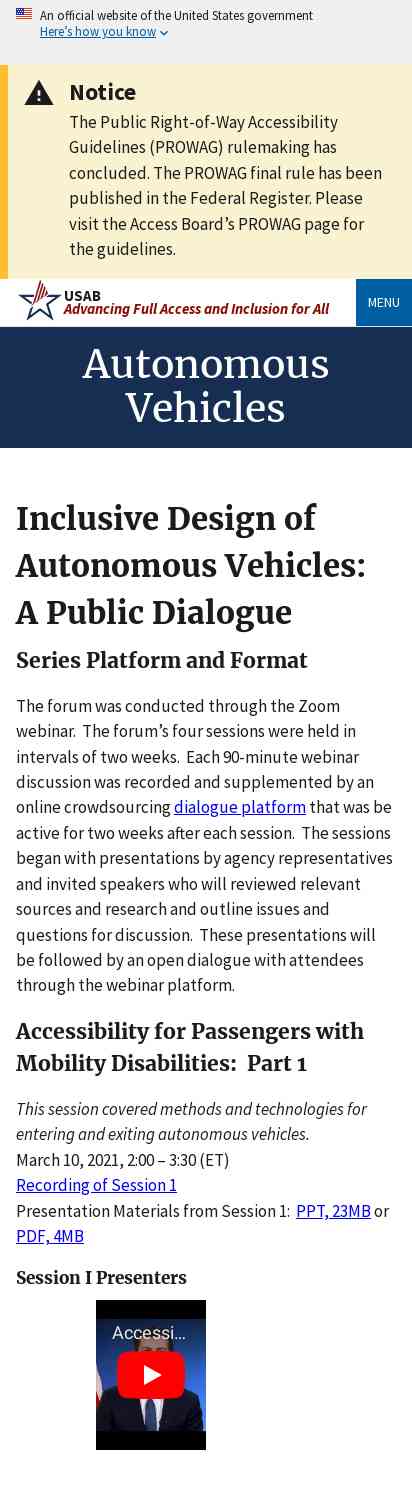 An official website of the United States government
Here's how you know
Notice
The Public Right-of-Way Accessibility
Guidelines (PROWAG) rulemaking has
concluded. The PROWAG final rule has been
published in the Federal Register. Please
visit the Access Board’s PROWAG page for
the guidelines.
USAB
Advancing Full Access and Inclusion for All
MENU
Autonomous
Vehicles
Inclusive Design of
Autonomous Vehicles:
A Public Dialogue
Series Platform and Format
The forum was conducted through the Zoom
webinar.  The forum’s four sessions were held in
intervals of two weeks.  Each 90-minute webinar
discussion was recorded and supplemented by an
online crowdsourcing dialogue platform that was be
active for two weeks after each session.  The sessions
began with presentations by agency representatives
and invited speakers who will reviewed relevant
sources and research and outline issues and
questions for discussion.  These presentations will
be followed by an open dialogue with attendees
through the webinar platform.
Accessibility for Passengers with
Mobility Disabilities:  Part 1
This session covered methods and technologies for
entering and exiting autonomous vehicles.
March 10, 2021, 2:00 – 3:30 (ET)
Recording of Session 1
Presentation Materials from Session 1:  PPT, 23MB or
PDF, 4MB
Session I Presenters
Accessi...